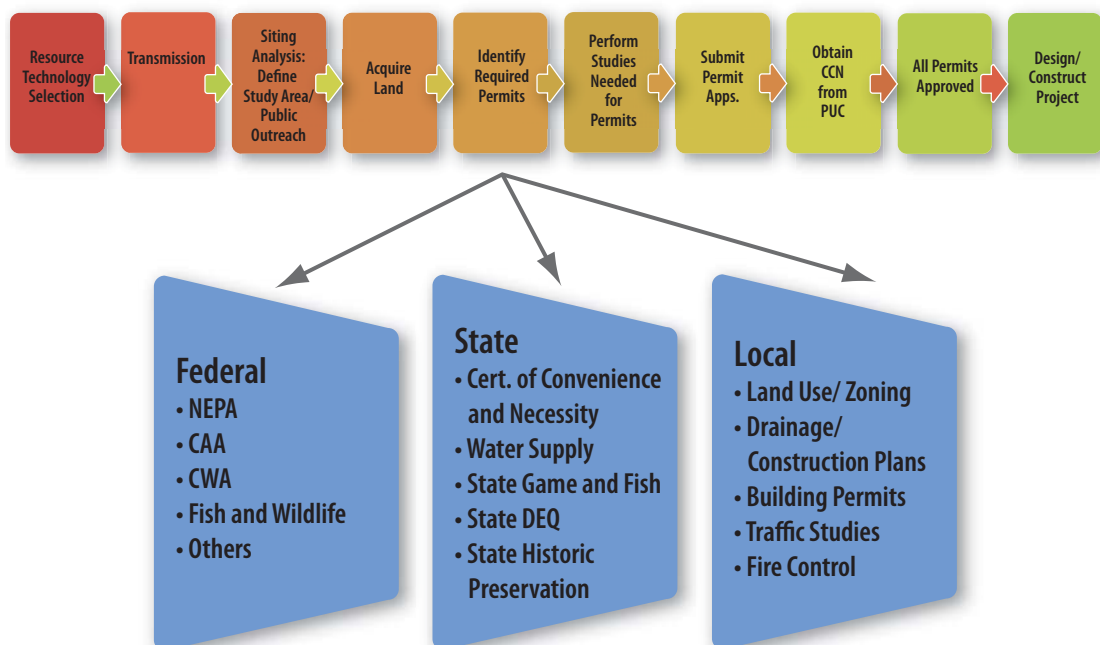 Resource
Technology
Selection
Transmission
Siting
Analysis:
Define
Study Area/
Public
Outreach
Acquire
Land
Identify
Required
Permits
Perform
Studies
Needed
for
Permits
Submit
Permit
Apps.
Obtain
CCN
from
PUC
All Permits
Approved
Design/
Construct
Project
Federal
• NEPA
• CAA
• CWA
• Fish and Wildlife
• Others
State
• Cert. of Convenience
and Necessity
• Water Supply
• State Game and Fish
• State DEQ
• State Historic
Preservation
Local
• Land Use/ Zoning
• Drainage/
Construction Plans
• Building Permits
• Traffic Studies
• Fire Control